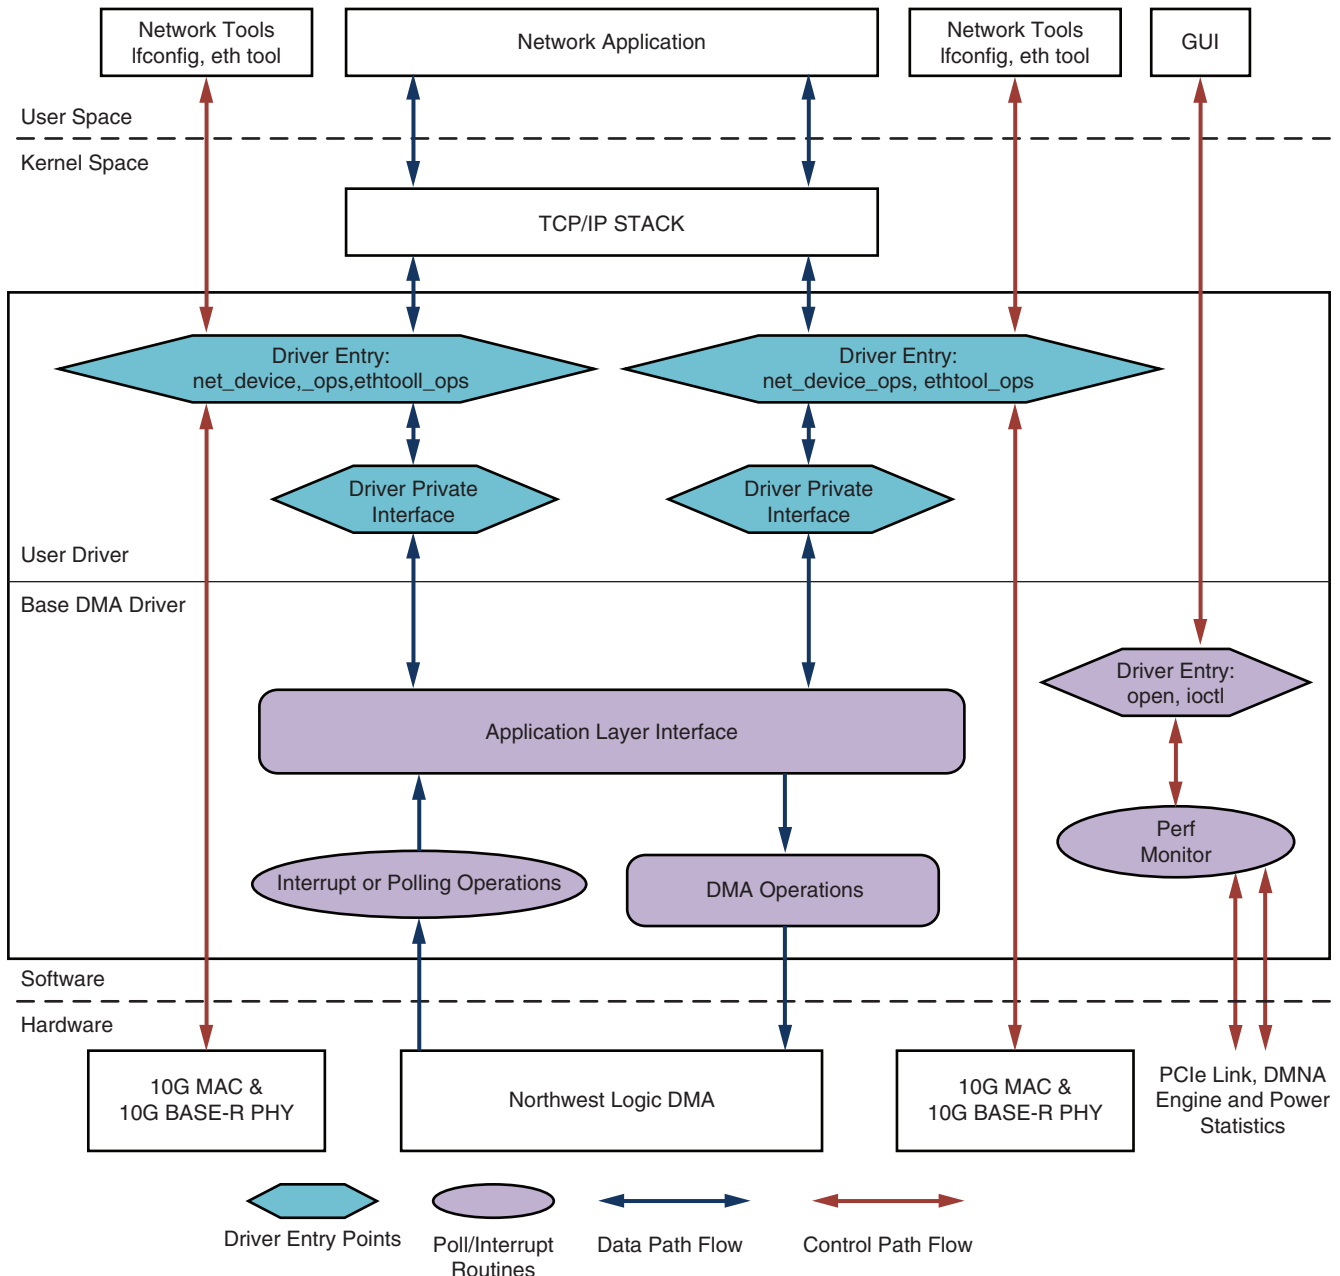 Network Tools
Ifconfig, eth tool
Network Application
Network Tools
Ifconfig, eth tool
GUI
User Space
Kernel Space
TCP/IP STACK
Driver Entry:
net_device,_ops,ethtooll_ops
Driver Entry:
net_device_ops, ethtool_ops
Driver Private
Interface
Driver Private
Interface
User Driver
Base DMA Driver
Driver Entry:
open, ioctl
Application Layer Interface
Perf
Monitor
Interrupt or Polling Operations
DMA Operations
Software
Hardware
10G MAC &
10G BASE-R PHY
Northwest Logic DMA
10G MAC &
10G BASE-R PHY
PCIe Link, DMNA
Engine and Power
Statistics
Driver Entry Points
Poll/Interrupt
Routines
Data Path Flow
Control Path Flow